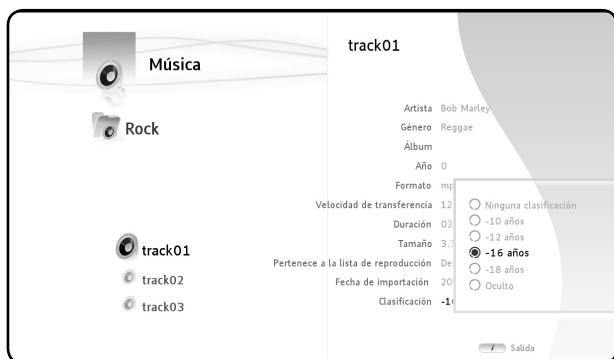 track01
Música
Rock
track01
track02
track03
Artista Bob Marley
Género Reggae
Álbum
Año 0
Formato
Velocidad de transferencia
Duración
Tamaño
Pertenece a la lista de reproducción
Fecha de importación
Clasificación
Ninguna clasificación
-10 años
-12 años
-16 años
-18 años
Oculto
i Salida